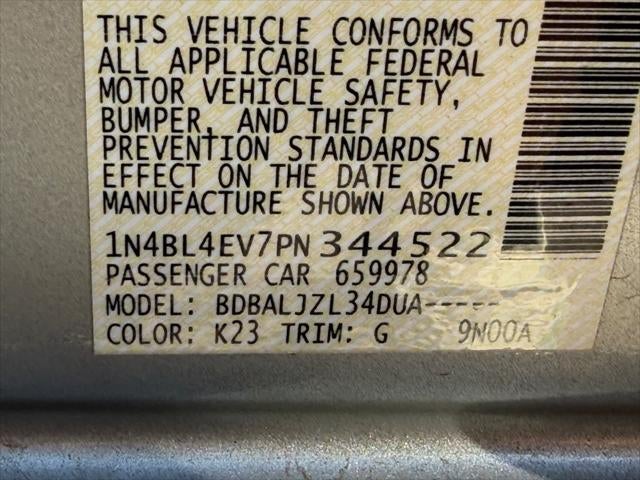 THIS VEHICLE CONFORMS TO
ALL APPLICABLE FEDERAL
MOTOR VEHICLE SAFETY,
BUMPER, AND THEFT
PREVENTION STANDARDS IN
EFFECT ON THE DATE OF
MANUFACTURE SHOWN ABOVE.
1N4BL4EV7PN344522
PASSENGER CAR 659978
MODEL: BDBALJZL34DUA-----
COLOR: K23 TRIM: G 9N00A